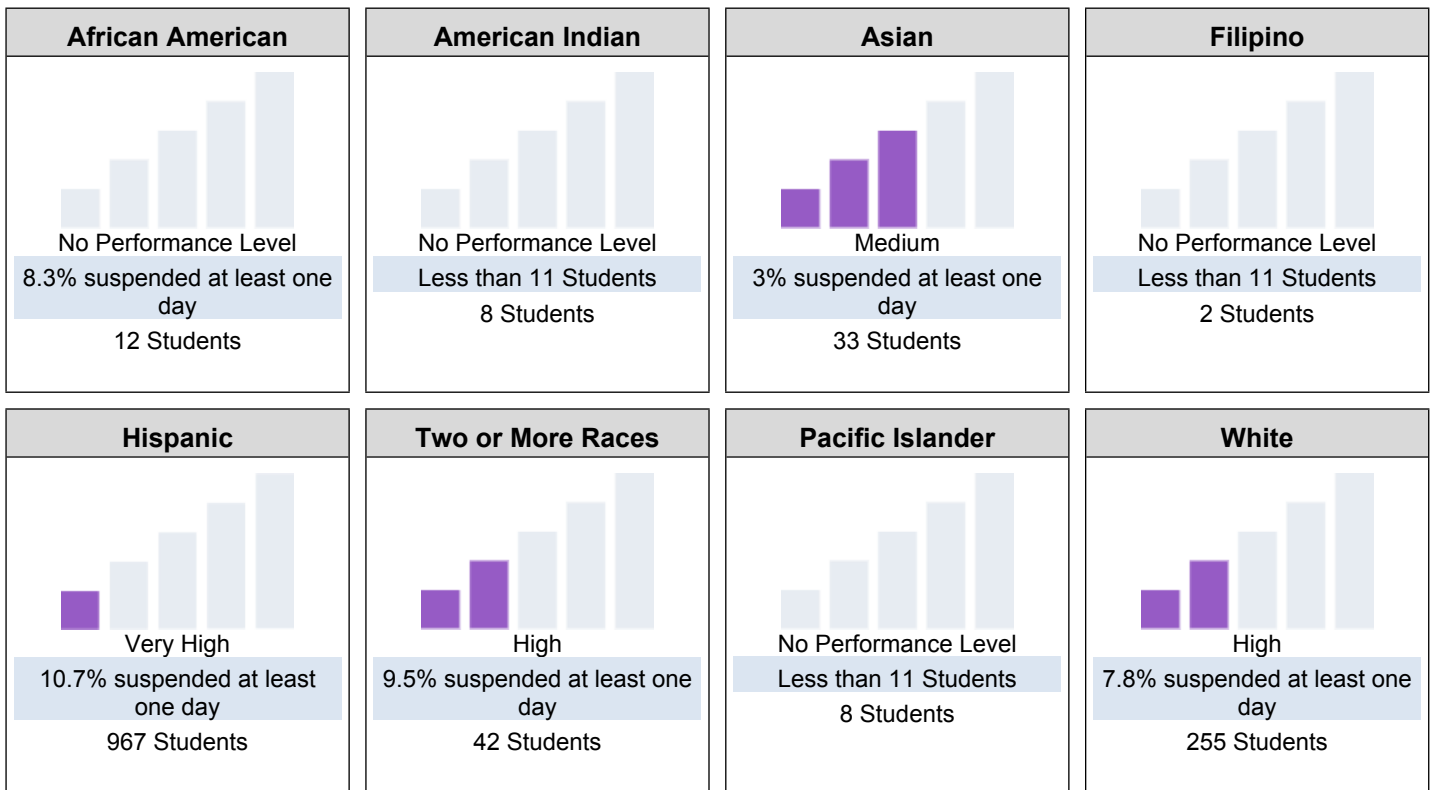 African American
No Performance Level
8.3% suspended at least one
day
12 Students
American Indian
No Performance Level
Less than 11 Students
8 Students
Asian
Medium
3% suspended at least one
day
33 Students
Filipino
No Performance Level
Less than 11 Students
2 Students
Hispanic
Very High
10.7% suspended at least
one day
967 Students
Two or More Races
High
9.5% suspended at least one
day
42 Students
Pacific Islander
No Performance Level
Less than 11 Students
8 Students
White
High
7.8% suspended at least one
day
255 Students